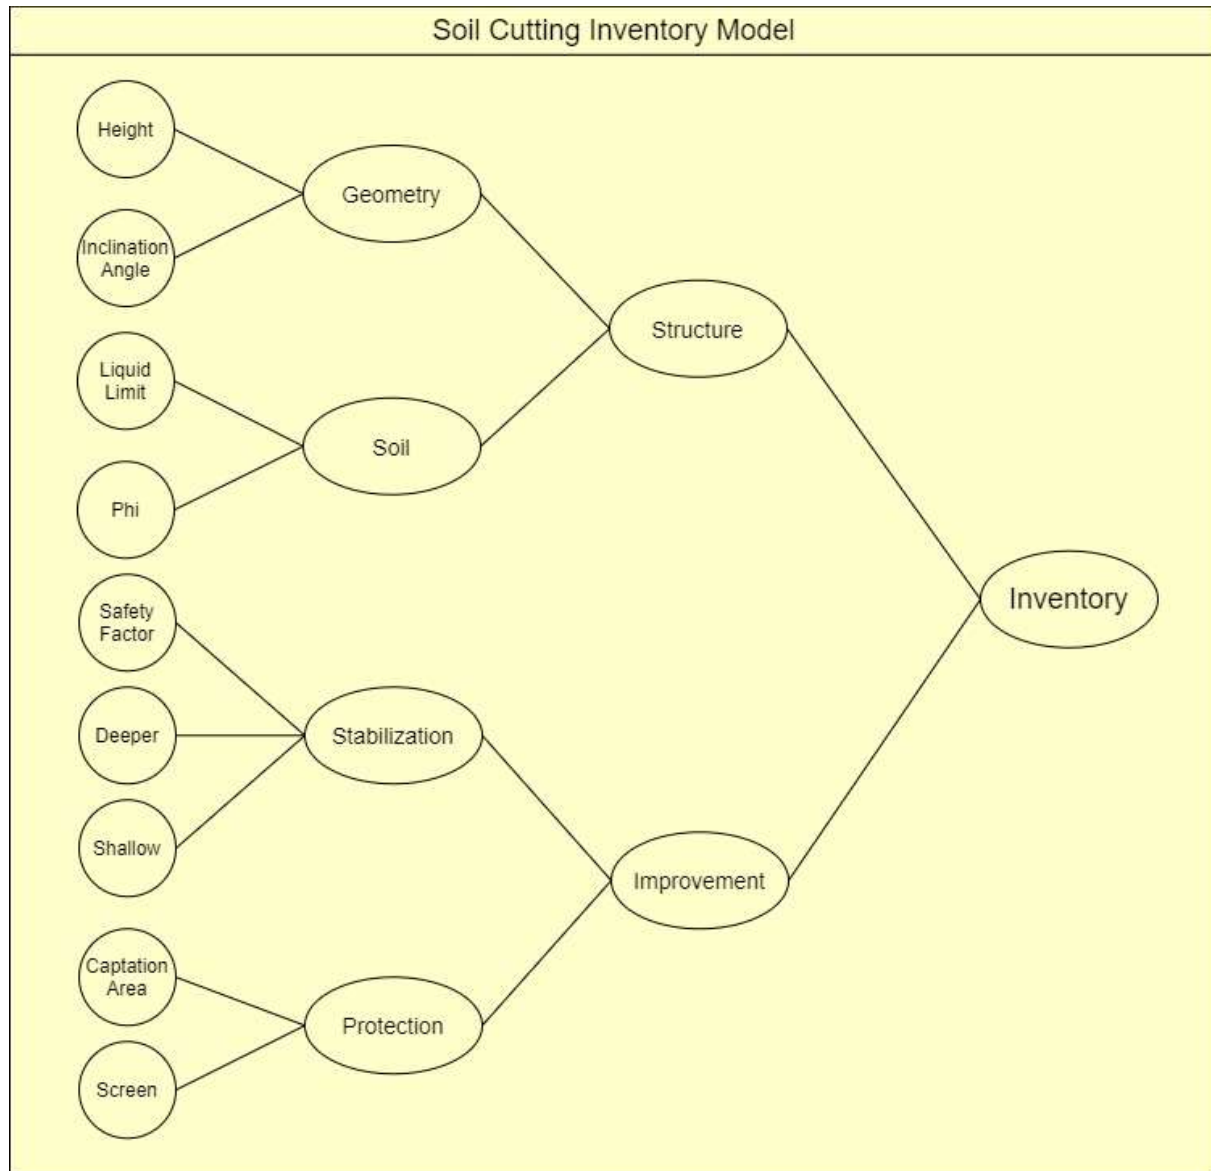 Soil Cutting Inventory Model
Height
Geometry
Inclination
Angle
Structure
Liquid
Limit
Soil
Phi
Inventory
Safety
Factor
Stabilization
Deeper
Shallow
Improvement
Captation
Area
Protection
Screen